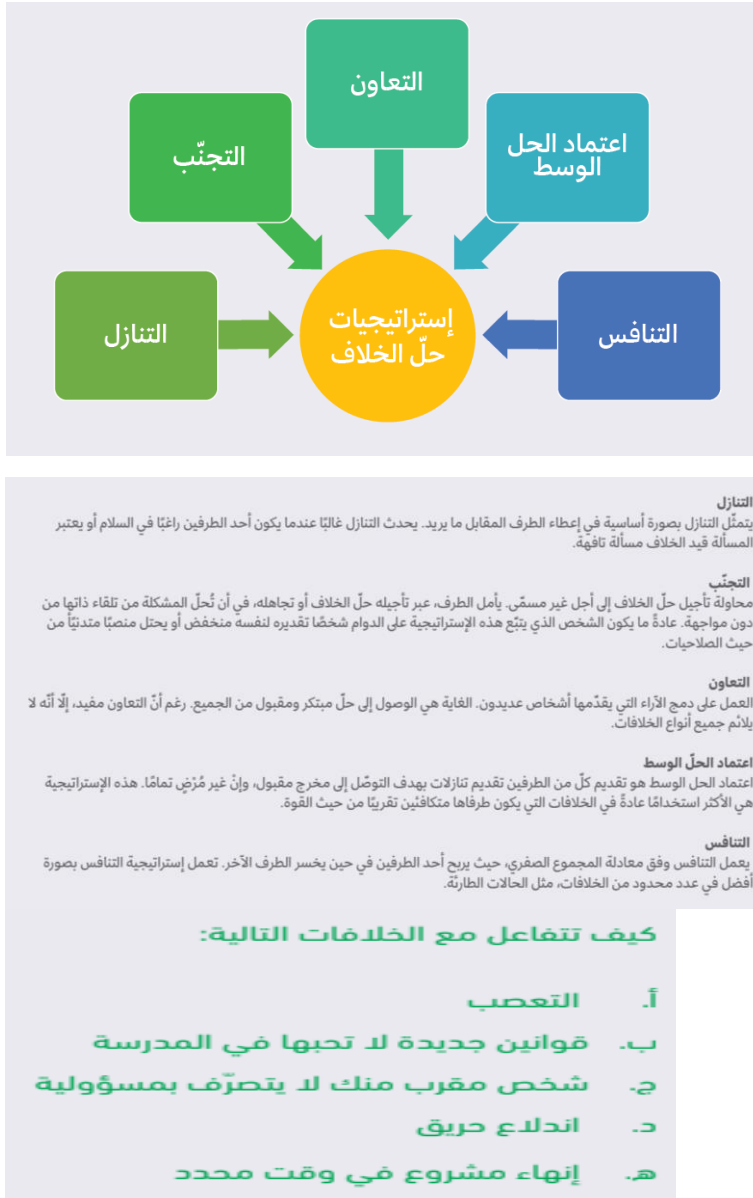 التعاون
التجنّب
اعتماد الحل
الوسط
التنازل
إستراتيجيات
حلّ الخلاف
التنافس
التنازل
يتمثّل التنازل بصورة أساسية في إعطاء الطرف المقابل ما يريد. يحدث التنازل غالبًا عندما يكون أحد الطرفين راغبًا في السلام أو يعتبر
المسألة قيد الخلاف مسألة تافهة.
التجنّب
محاولة تأجيل حلّ الخلاف إلى أجل غير مسمّى. يأمل الطرف، عبر تأجيله حلّ الخلاف أو تجاهله، في أن تُحلّ المشكلة من تلقاء ذاتها من
دون مواجهة. عادةً ما يكون الشخص الذي يتبّع هذه الإستراتيجية على الدوام شخصًا تقديره لنفسه منخفض أو يحتل منصبًا متدنيًّا من
حيث الصلاحيات.
التعاون
العمل على دمج الآراء التي يقدّمها أشخاص عديدون. الغاية هي الوصول إلى حلّ مبتكر ومقبول من الجميع. رغم أنّ التعاون مفيد، إلّا أنّه لا
يلائم جميع أنواع الخلافات.
اعتماد الحلّ الوسط
اعتماد الحل الوسط هو تقديم كلّ من الطرفين تقديم تنازلات بهدف التوصّل إلى مخرج مقبول، وإنْ غير مُرْضٍ تمامًا. هذه الإستراتيجية
هي الأكثر استخدامًا عادةً في الخلافات التي يكون طرفاها متكافئين تقريبًا من حيث القوة.
التنافس
يعمل التنافس وفق معادلة المجموع الصفري، حيث يربح أحد الطرفين في حين يخسر الطرف الآخر. تعمل إستراتيجية التنافس بصورة
أفضل في عدد محدود من الخلافات، مثل الحالات الطارئة.
كيف تتفاعل مع الخلافات التالية:
أ. التعصب
ب. قوانين جديدة لا تحبها في المدرسة
ج. شخص مقرب منك لا يتصرّف بمسؤولية
د. اندلاع حريق
هـ. إنهاء مشروع في وقت محدد